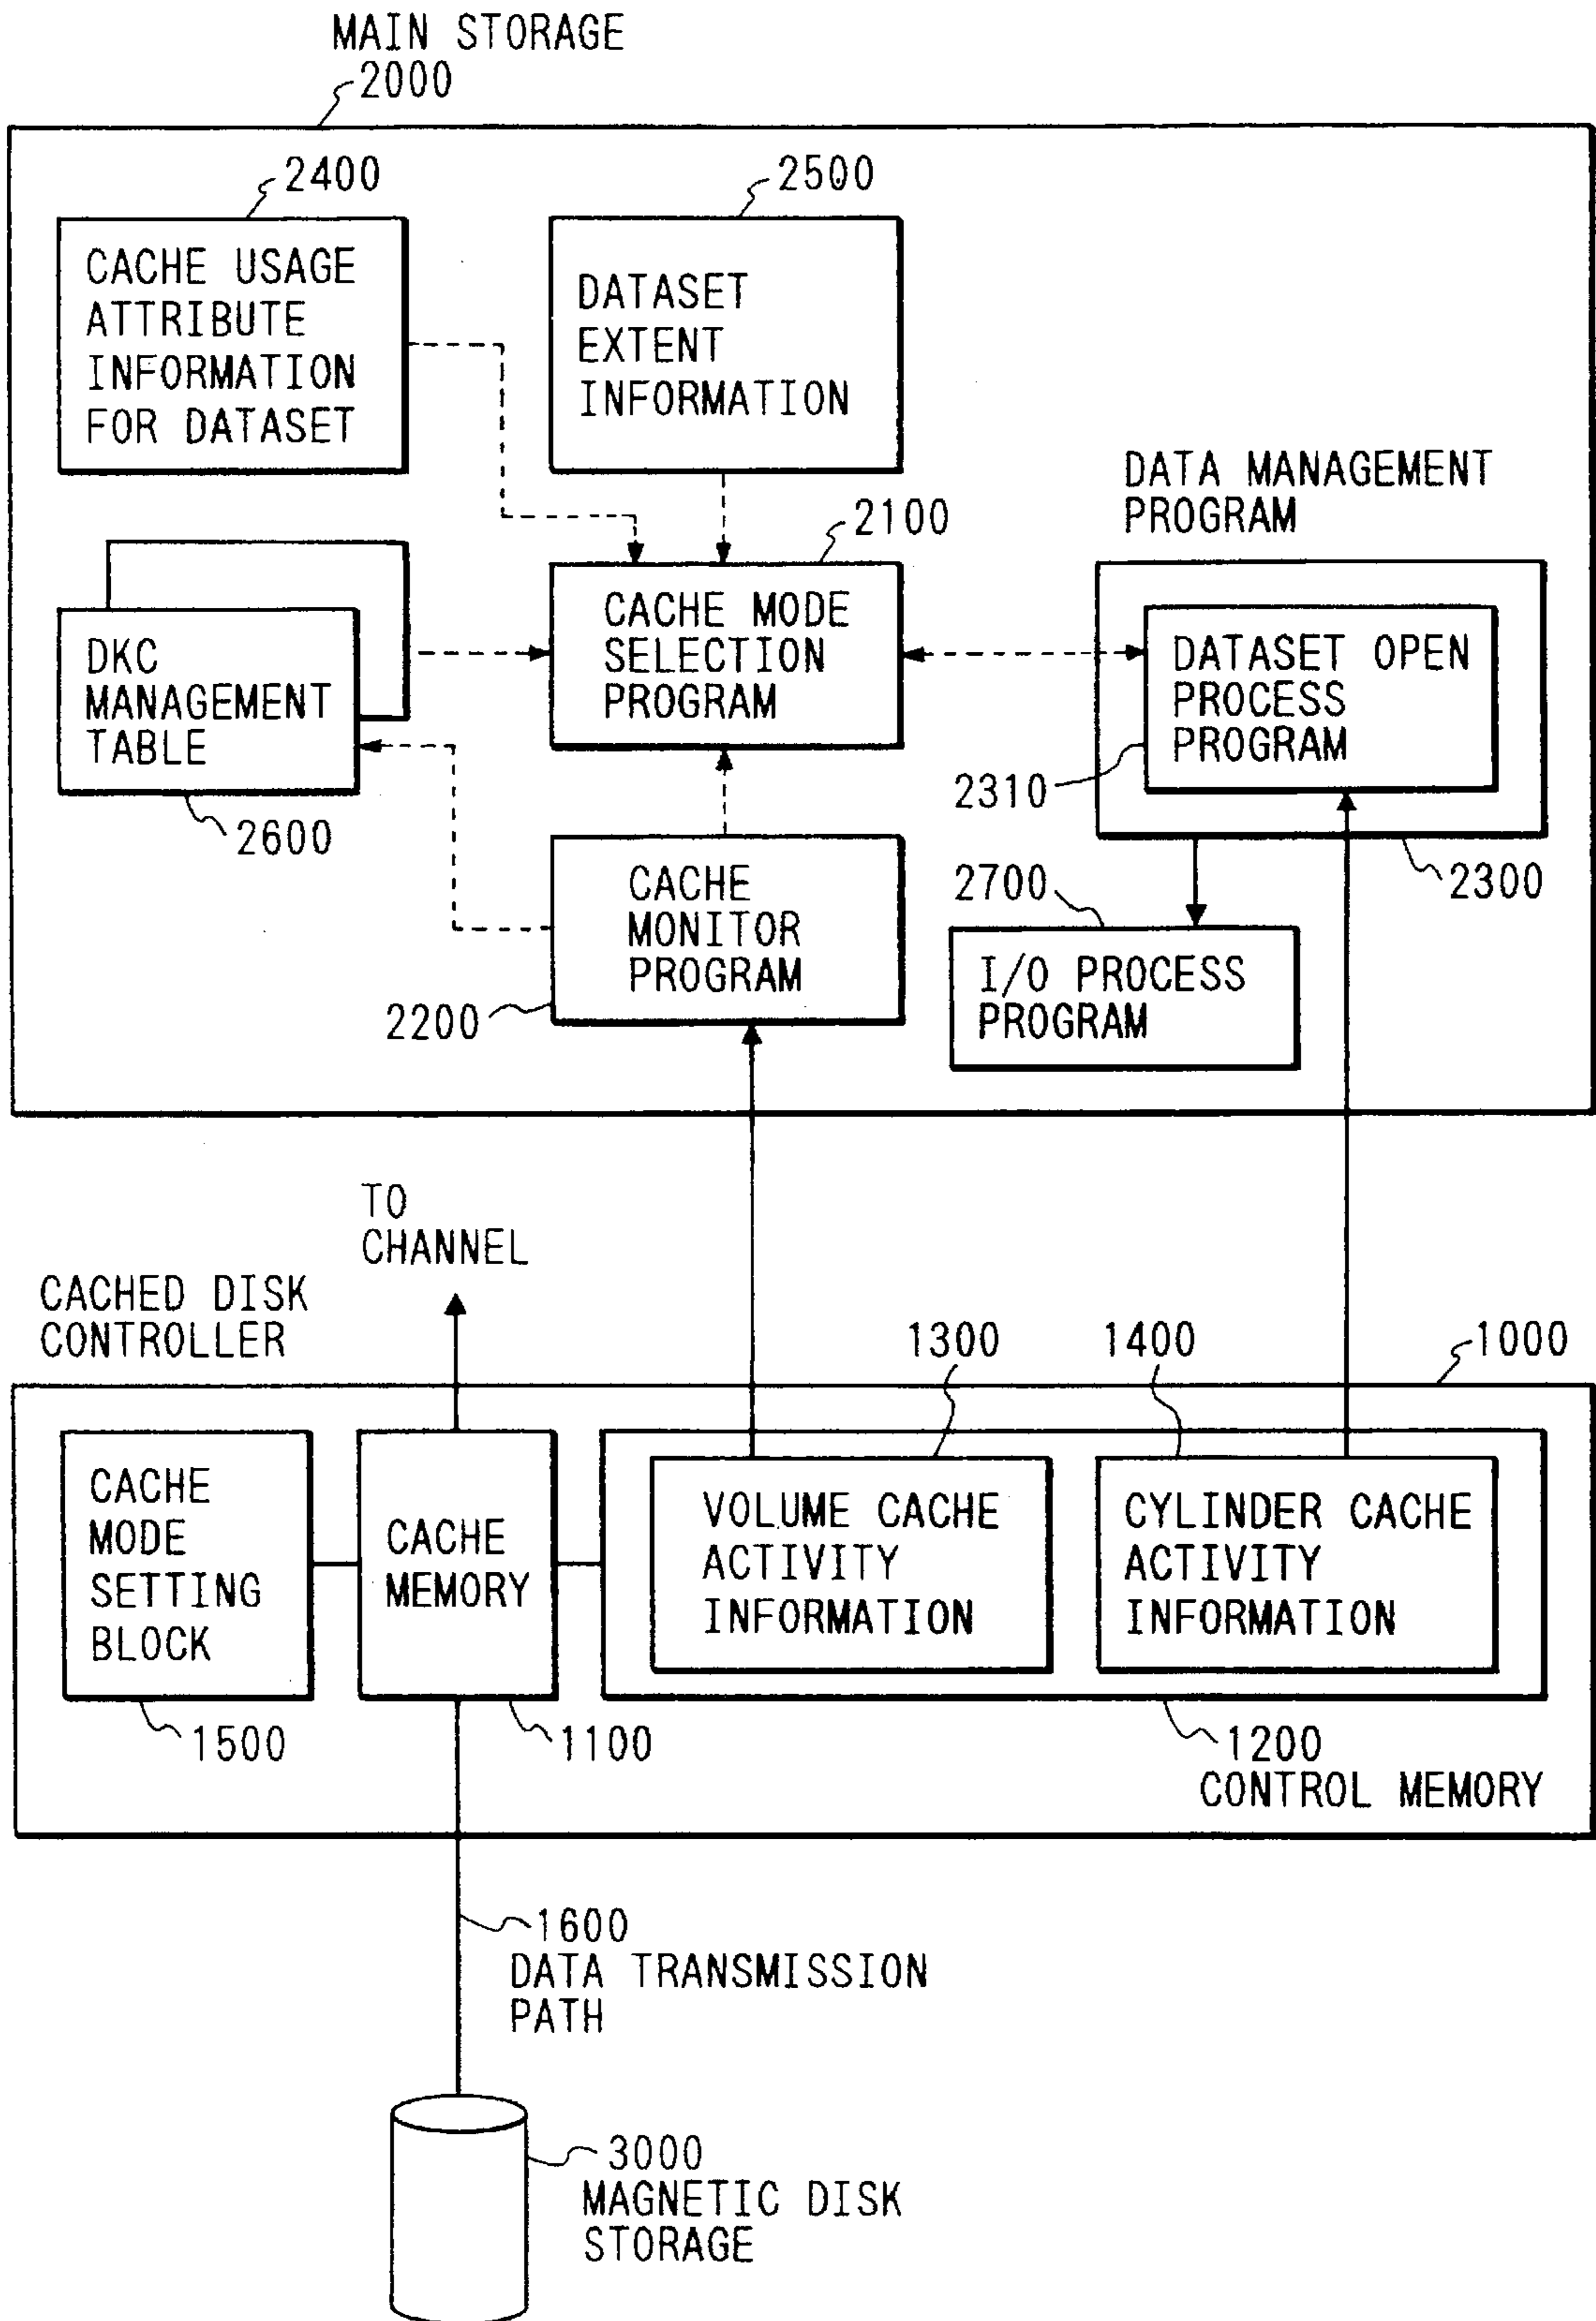 MAIN STORAGE
2000
2400
2500
CACHE USAGE
ATTRIBUTE
INFORMATION
FOR DATASET
DATASET
EXTENT
INFORMATION
DATA MANAGEMENT
PROGRAM
2100
DKC
MANAGEMENT
TABLE
CACHE MODE
SELECTION
PROGRAM
DATASET OPEN
PROCESS
PROGRAM
2310
2600
2300
CACHE
MONITOR
PROGRAM
2200
2700
I/O PROCESS
PROGRAM
TO
CHANNEL
CACHED DISK
CONTROLLER
1300
1400
1000
CACHE
MODE
SETTING
BLOCK
CACHE
MEMORY
VOLUME CACHE
ACTIVITY
INFORMATION
CYLINDER CACHE
ACTIVITY
INFORMATION
1500
1100
1200
CONTROL MEMORY
1600
DATA TRANSMISSION
PATH
3000
MAGNETIC DISK
STORAGE